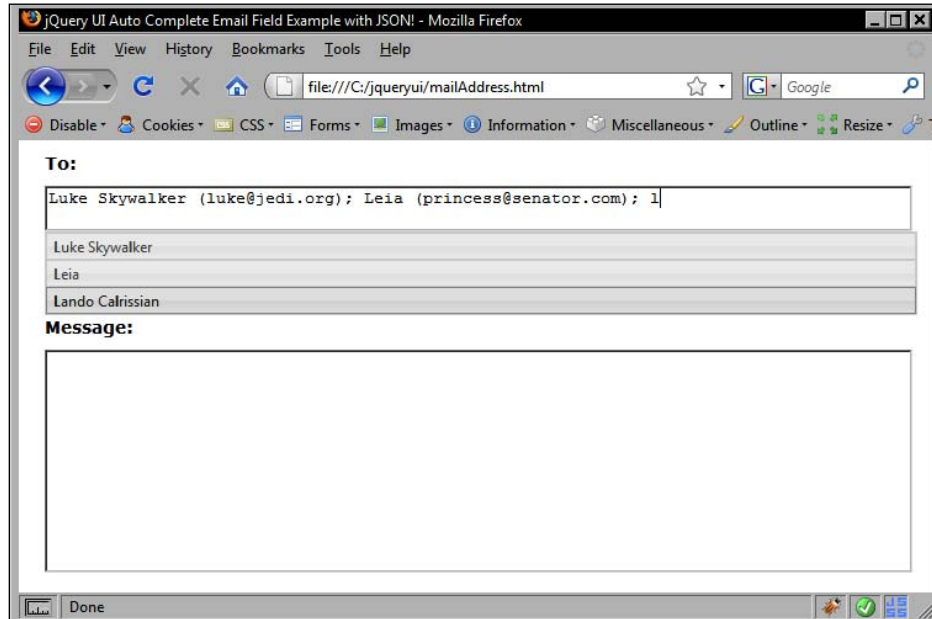 jQuery UI Auto Complete Email Field Example with JSON! - Mozilla Firefox
File Edit View History Bookmarks Tools Help
file:///C:/jqueryui/mailAddress.html G Google
Disable Cookies CSS Forms Images Information Miscellaneous Outline Resize
To:
Luke Skywalker (luke@jedi.org); Leia (princess@senator.com); l
Luke Skywalker
Leia
Lando Calrissian
Message:
Done